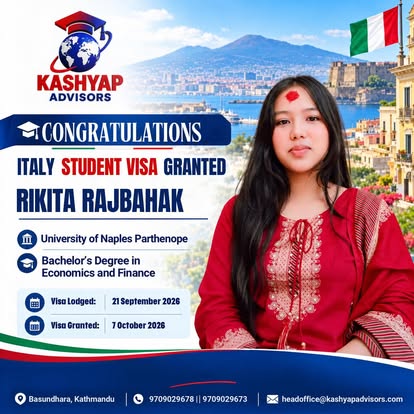 KASHYAP
ADVISORS
CONGRATULATIONS
ITALY STUDENT VISA GRANTED
RIKITA RAJBAHAK
University of Naples Parthenope
Bachelor's Degree in
Economics and Finance
Visa Lodged: 21 September 2026
Visa Granted: 7 October 2026
Basundhara, Kathmandu 9709029678 || 9709029673 headoffice@kashyapadvisors.com